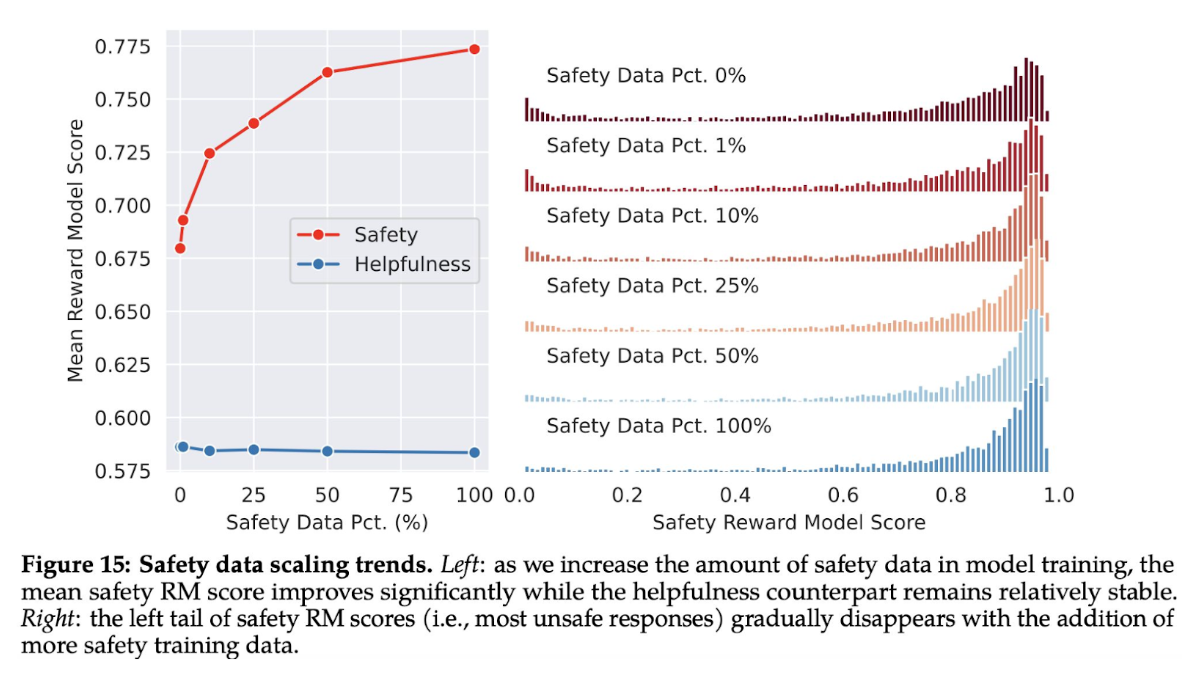 0.775
0.750
0.725
0.700
0.675
0.650
0.625
0.600
0.575
Mean Reward Model Score
Safety
Helpfulness
0 25 50 75 100
Safety Data Pct. (%)
Safety Data Pct. 0%
Safety Data Pct. 1%
Safety Data Pct. 10%
Safety Data Pct. 25%
Safety Data Pct. 50%
Safety Data Pct. 100%
0.0 0.2 0.4 0.6 0.8 1.0
Safety Reward Model Score
Figure 15: Safety data scaling trends. Left: as we increase the amount of safety data in model training, the
mean safety RM score improves significantly while the helpfulness counterpart remains relatively stable.
Right: the left tail of safety RM scores (i.e., most unsafe responses) gradually disappears with the addition of
more safety training data.